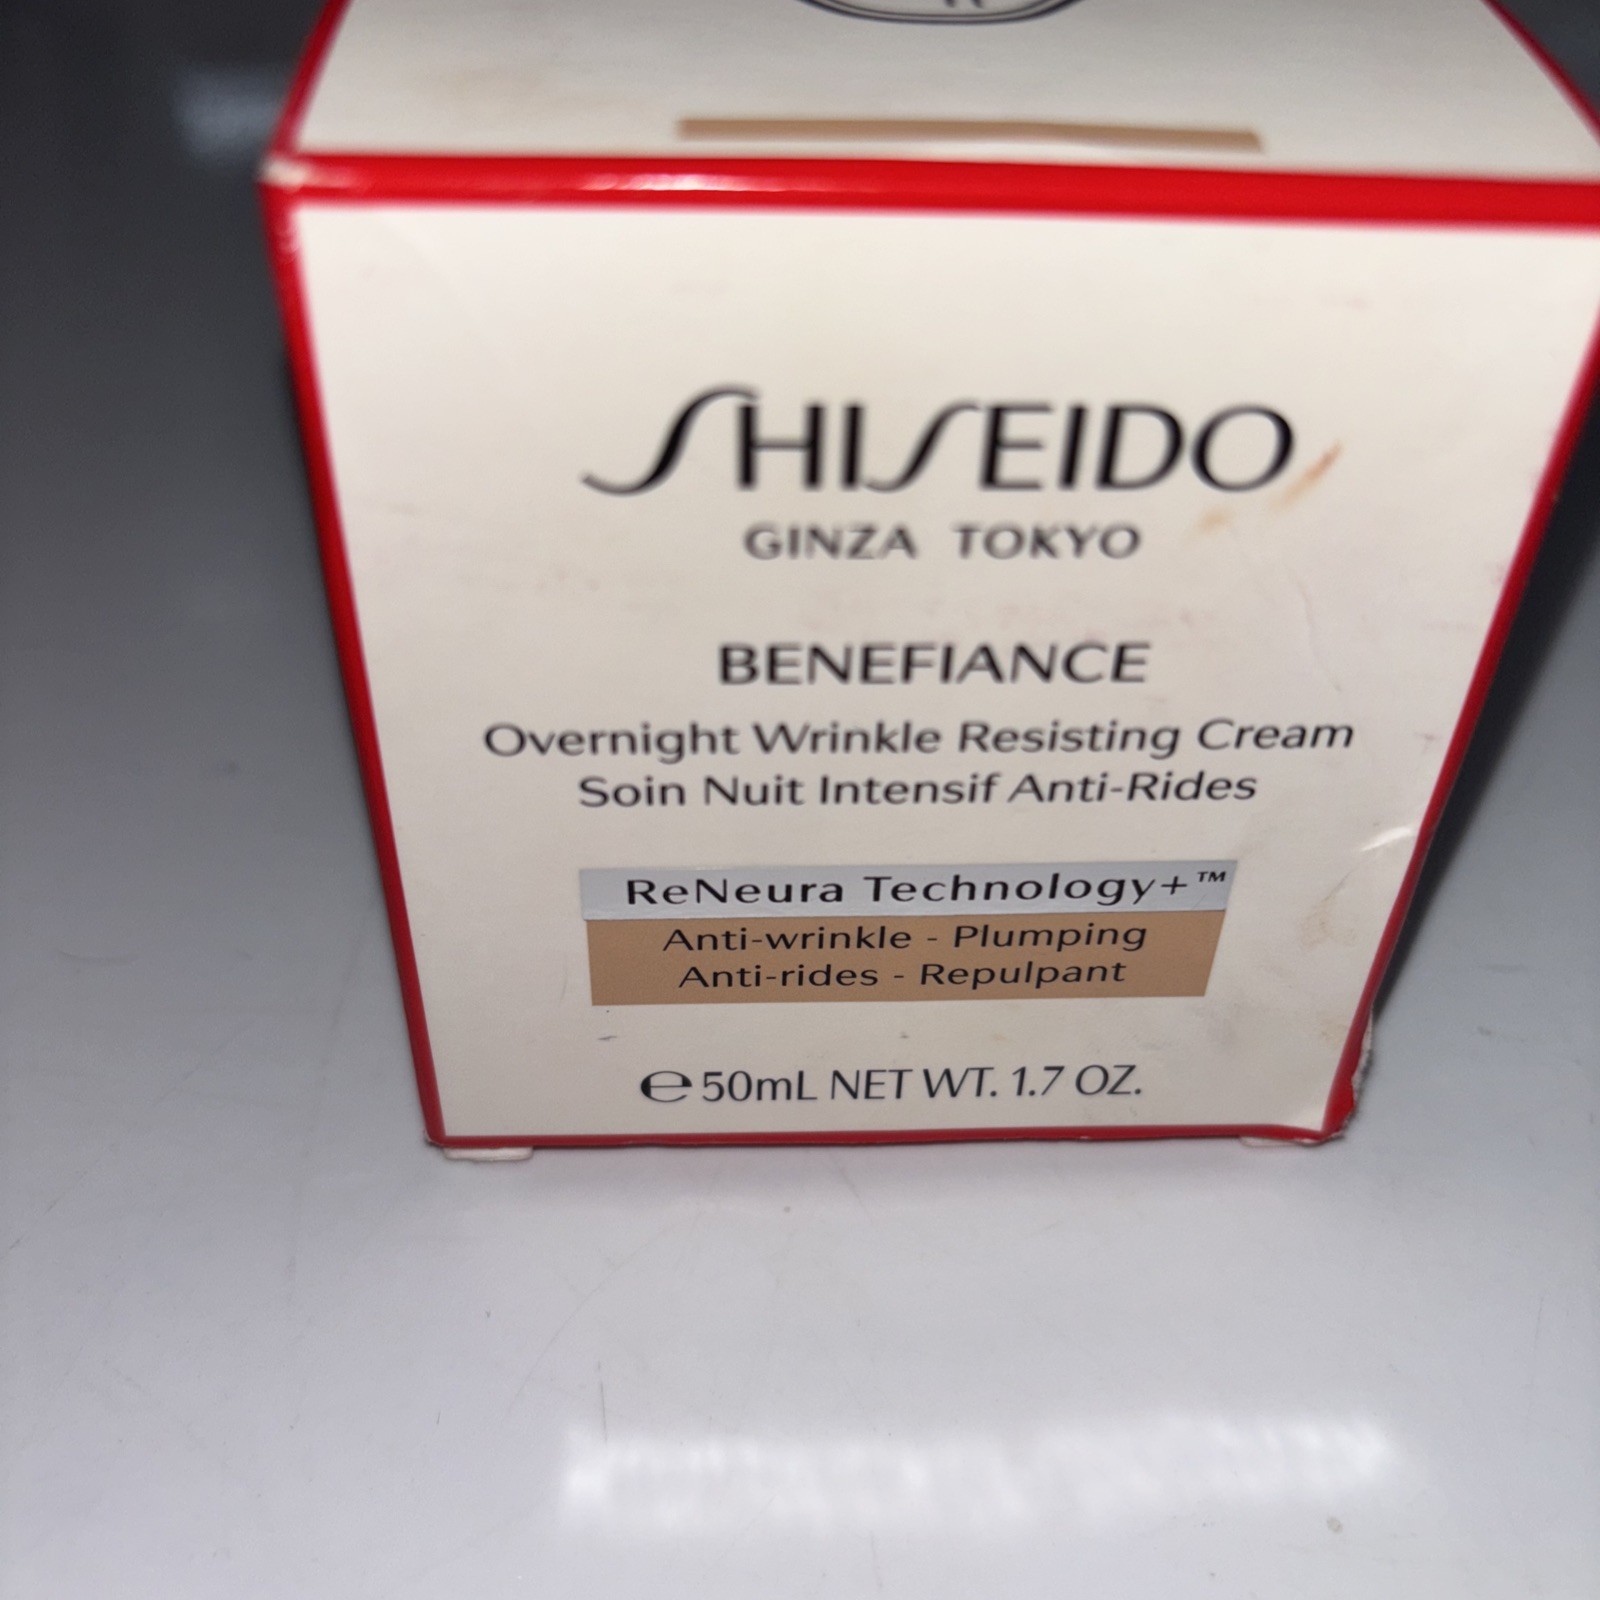 SHISEIDO
GINZA TOKYO
BENEFIANCE
Overnight Wrinkle Resisting Cream
Soin Nuit Intensif Anti-Rides
ReNeura Technology+™
Anti-wrinkle - Plumping
Anti-rides - Repulpant
℮50mL NET WT. 1.7 OZ.